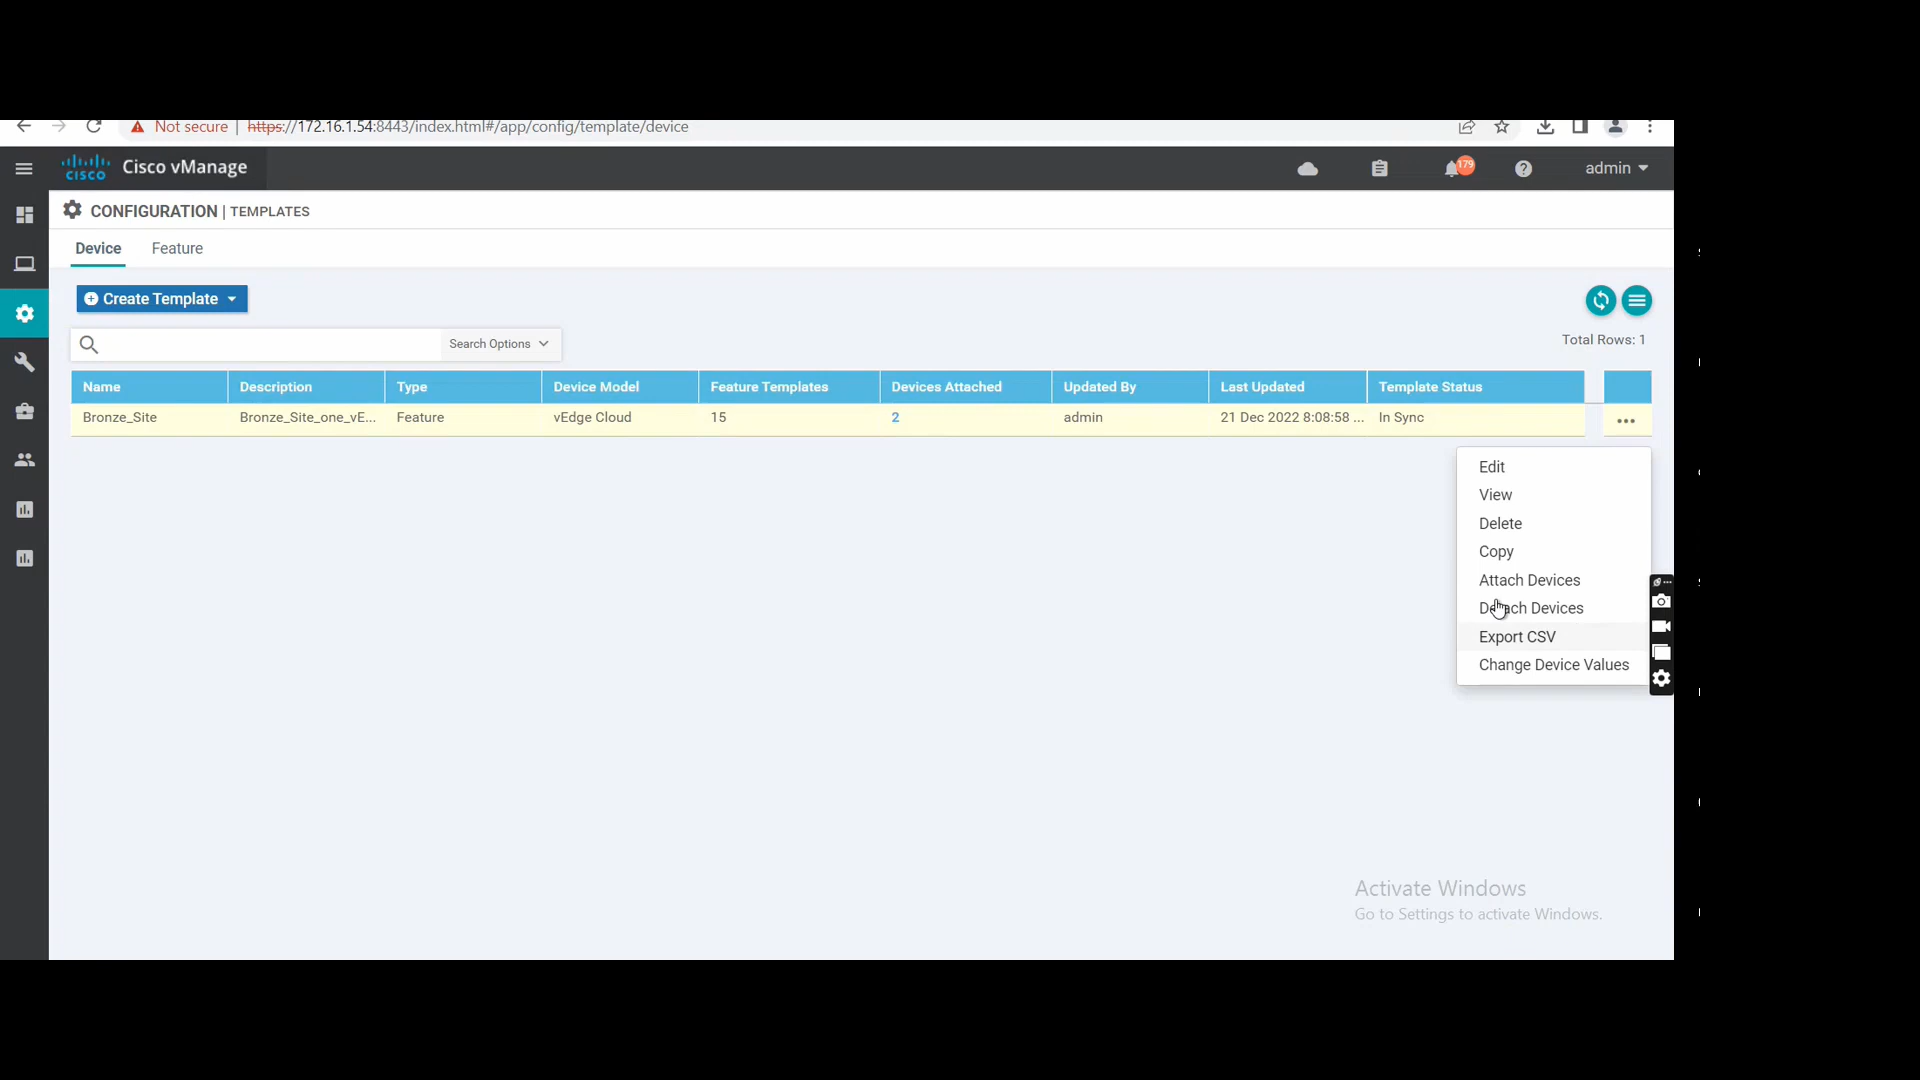 Not secure | https://172.16.1.54:8443/index.html#/app/config/template/device
CISCO Cisco vManage 179 admin
CONFIGURATION | TEMPLATES
Device Feature
Create Template
Search Options Total Rows: 1
Name Description Type Device Model Feature Templates Devices Attached Updated By Last Updated Template Status
Bronze_Site Bronze_Site_one_vE... Feature vEdge Cloud 15 2 admin 21 Dec 2022 8:08:58 ... In Sync
Edit
View
Delete
Copy
Attach Devices
Export CSV
Change Device Values
Activate Windows
Go to Settings to activate Windows.